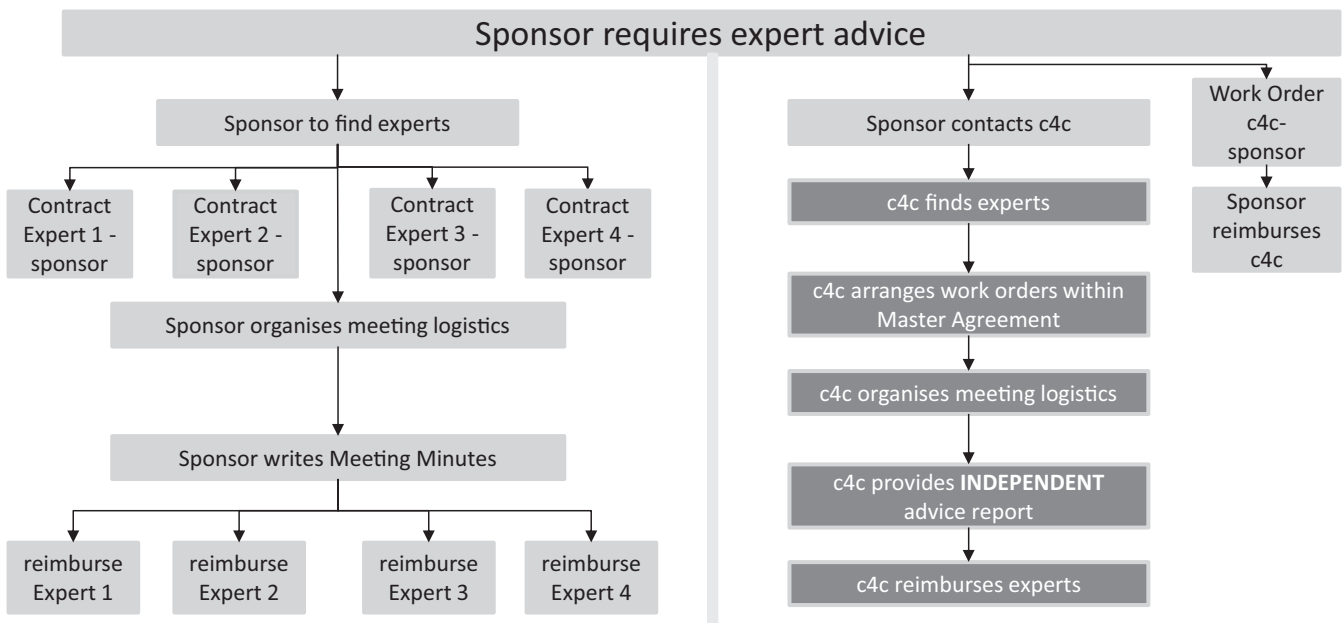 Sponsor requires expert advice
Sponsor to find experts
Contract
Expert 1 -
sponsor
Contract
Expert 2 -
sponsor
Contract
Expert 3 -
sponsor
Contract
Expert 4 -
sponsor
Sponsor organises meeting logistics
Sponsor writes Meeting Minutes
reimburse
Expert 1
reimburse
Expert 2
reimburse
Expert 3
reimburse
Expert 4
Sponsor contacts c4c
c4c finds experts
c4c arranges work orders within
Master Agreement
c4c organises meeting logistics
c4c provides INDEPENDENT
advice report
c4c reimburses experts
Work Order
c4c-
sponsor
Sponsor
reimburses
c4c